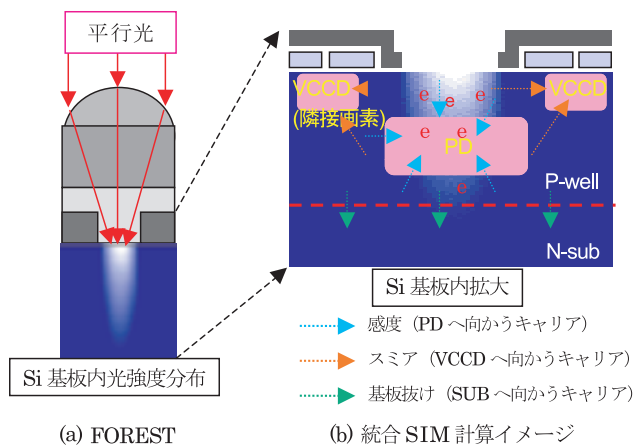 平行光
Si 基板内光強度分布
(a) FOREST
VCCD
(隣接画素)
VCCD
e
e
e
e
e
PD
e
P-well
N-sub
Si 基板内拡大
感度（PD へ向かうキャリア）
スミア（VCCD へ向かうキャリア）
基板抜け（SUB へ向かうキャリア）
(b) 統合 SIM 計算イメージ